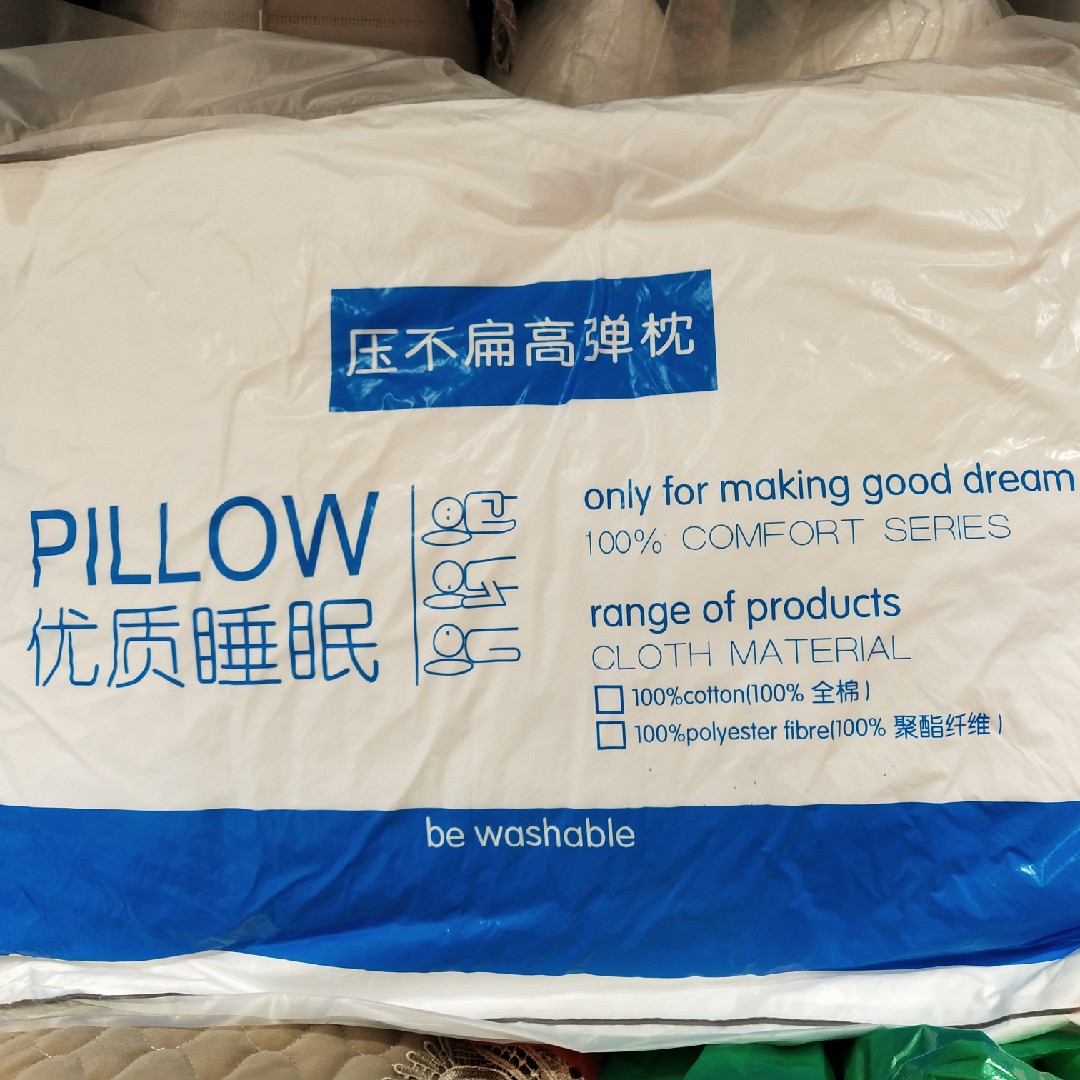 压不扁高弹枕
PILLOW
优质睡眠
only for making good dream
100% COMFORT SERIES
range of products
CLOTH MATERIAL
100%cotton(100% 全棉)
100%polyester fibre(100% 聚酯纤维)
be washable